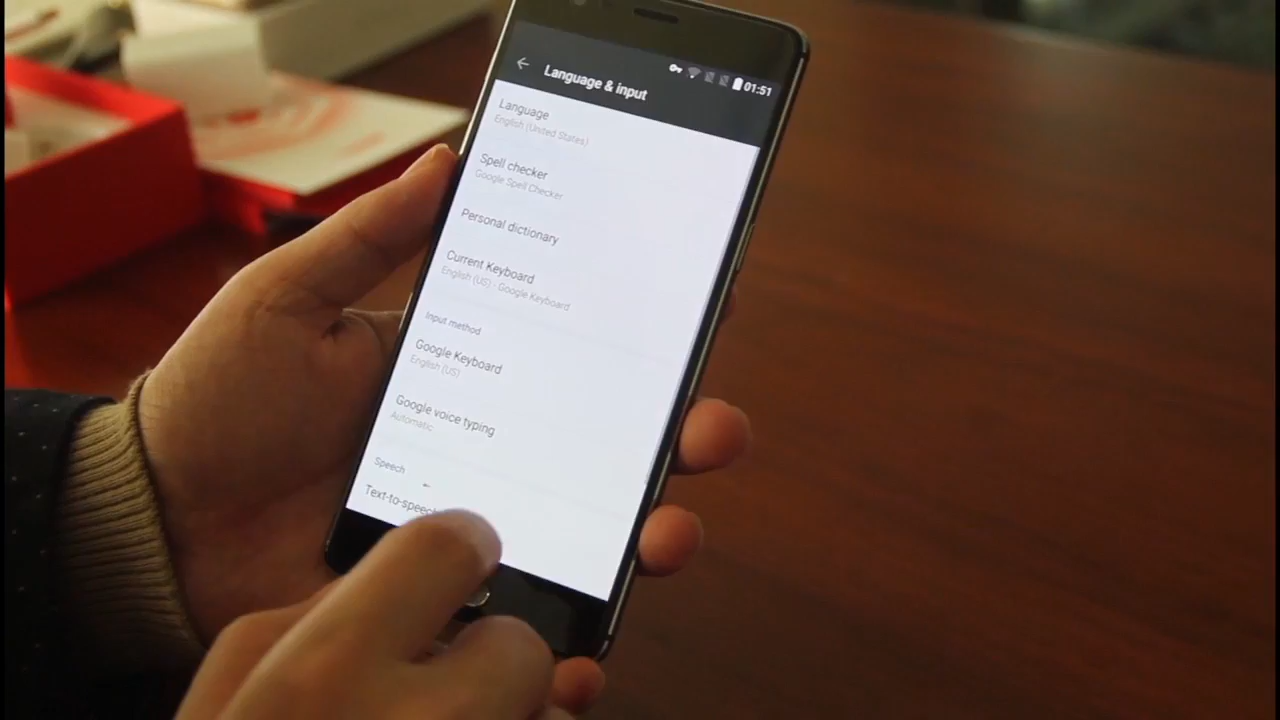 01:51
Language & input
Language
English (United States)
Spell checker
Google Spell Checker
Personal dictionary
Current Keyboard
English (US) - Google Keyboard
Input method
Google Keyboard
English (US)
Google voice typing
Automatic
Speech
Text-to-speech